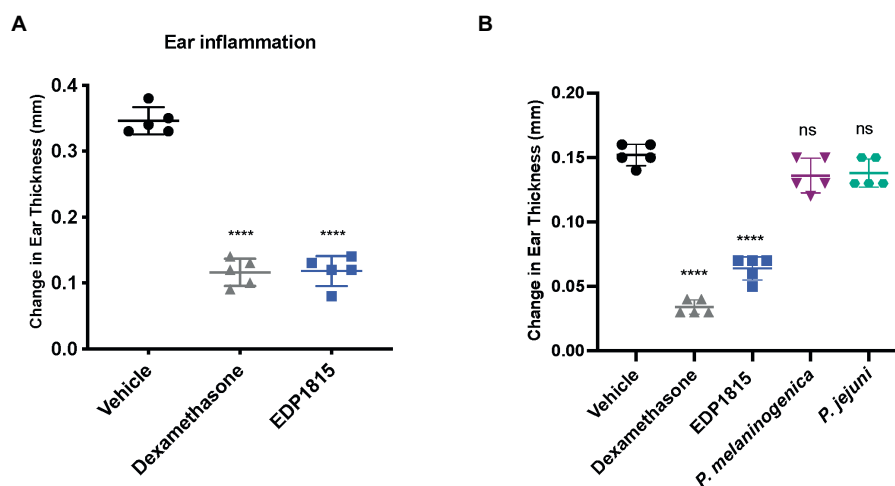 A
Ear inflammation
Change in Ear Thickness (mm)
0.4
0.3
0.2
0.1
0.0
****
****
Vehicle
Dexamethasone
EDP1815
B
Change in Ear Thickness (mm)
0.20
0.15
0.10
0.05
0.00
****
****
ns
ns
Vehicle
Dexamethasone
EDP1815
P. melaninogenica
P. jejuni